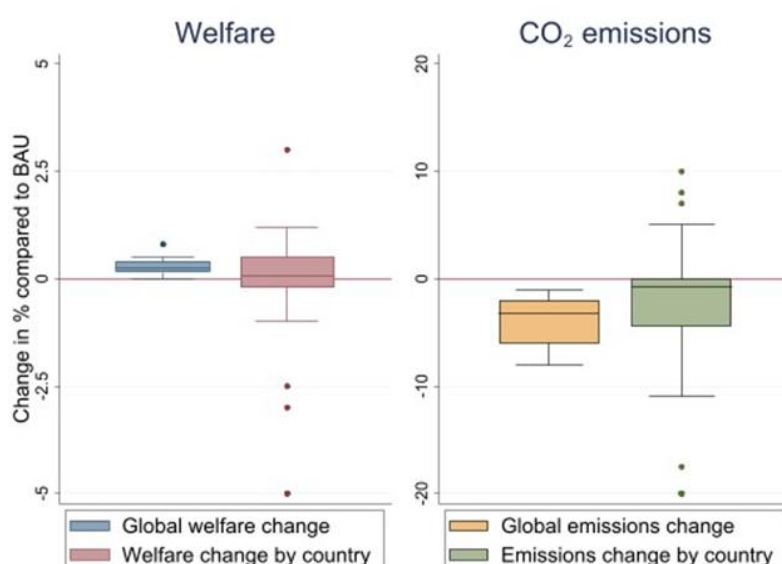 Welfare
CO₂ emissions
Change in % compared to BAU
5
2.5
0
-2.5
-5
20
10
0
-10
-20
Global welfare change
Welfare change by country
Global emissions change
Emissions change by country